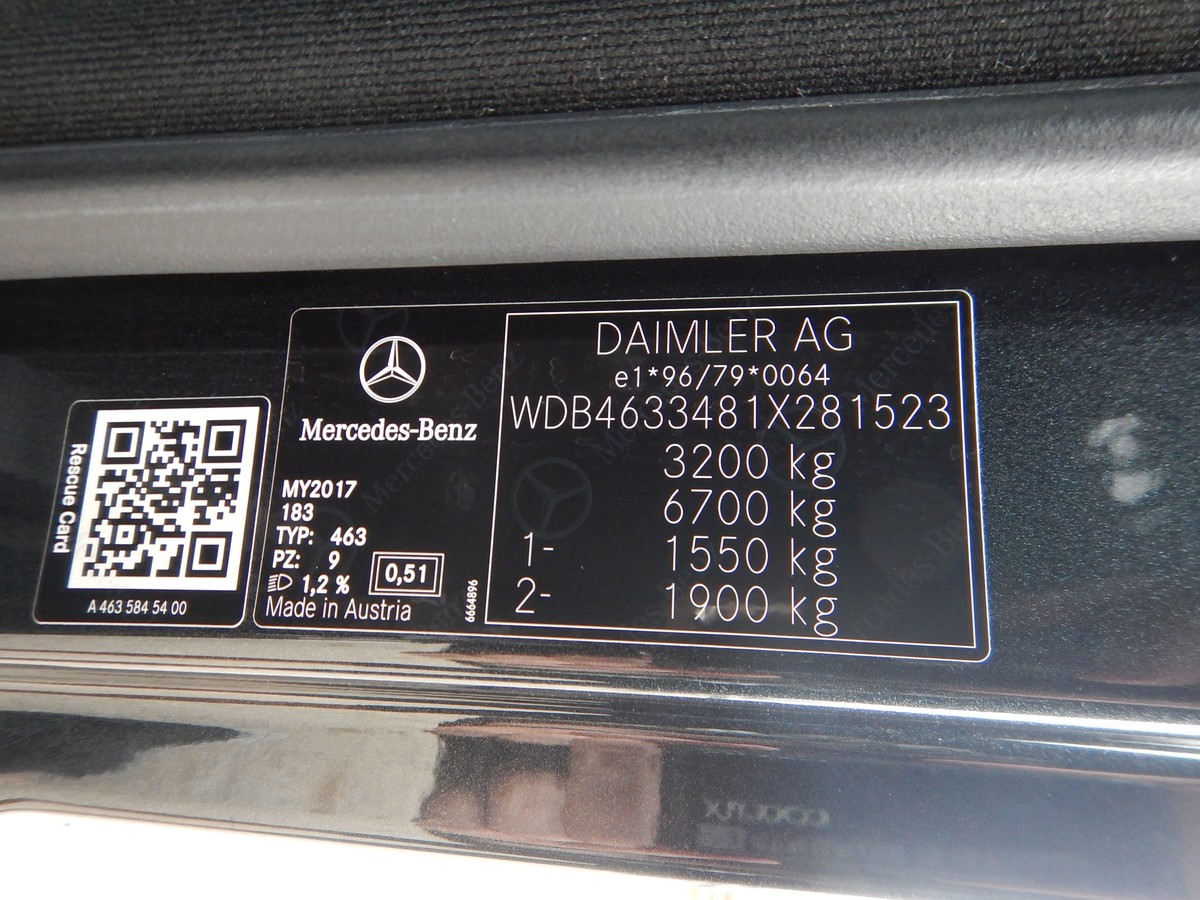 Rescue Card
A 463 584 54 00
Mercedes-Benz
MY2017
183
TYP: 463
PZ: 9
1,2 %
0,51
Made in Austria
6664896
DAIMLER AG
e1*96/79*0064
WDB4633481X281523
3200 kg
6700 kg
1- 1550 kg
2- 1900 kg